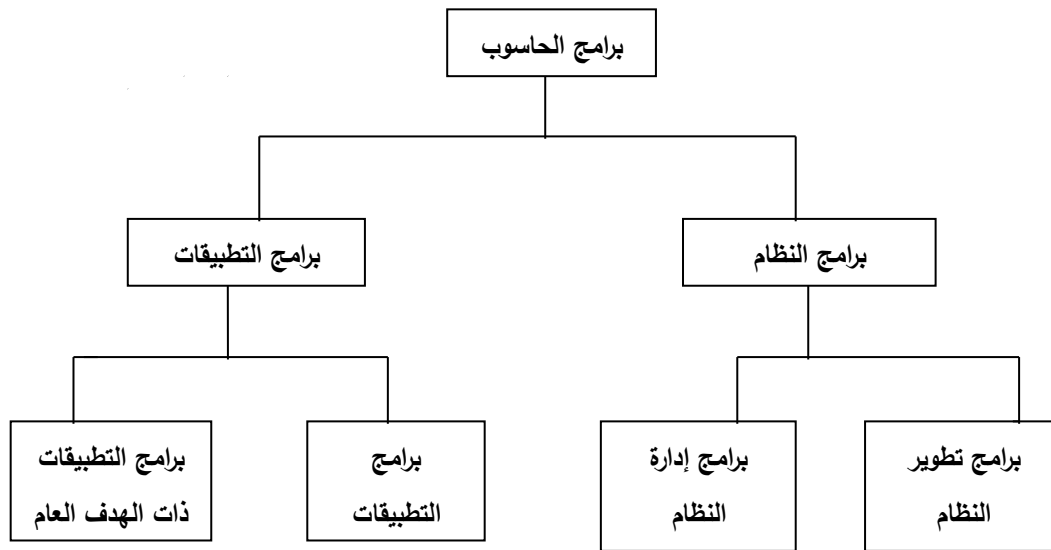 برامج الحاسوب
برامج النظام
برامج التطبيقات
برامج تطوير
النظام
برامج إدارة
النظام
برامج
التطبيقات
برامج التطبيقات
ذات الهدف العام